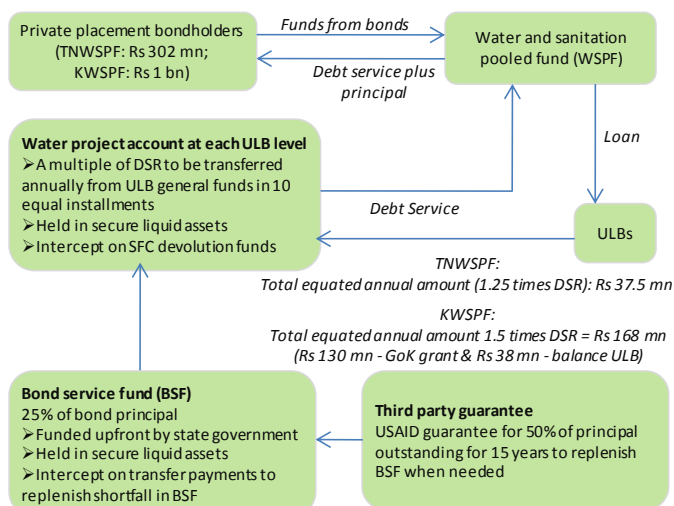 Private placement bondholders
(TNWSPF: Rs 302 mn;
KWSPF: Rs 1 bn)
Funds from bonds
Debt service plus
principal
Water and sanitation
pooled fund (WSPF)
Loan
Water project account at each ULB level
➢A multiple of DSR to be transferred
annually from ULB general funds in 10
equal installments
➢Held in secure liquid assets
➢Intercept on SFC devolution funds
Debt Service
ULBs
TNWSPF:
Total equated annual amount (1.25 times DSR): Rs 37.5 mn
KWSPF:
Total equated annual amount 1.5 times DSR = Rs 168 mn
(Rs 130 mn - GoK grant & Rs 38 mn - balance ULB)
Bond service fund (BSF)
25% of bond principal
➢Funded upfront by state government
➢Held in secure liquid assets
➢Intercept on transfer payments to
replenish shortfall in BSF
Third party guarantee
USAID guarantee for 50% of principal
outstanding for 15 years to replenish
BSF when needed